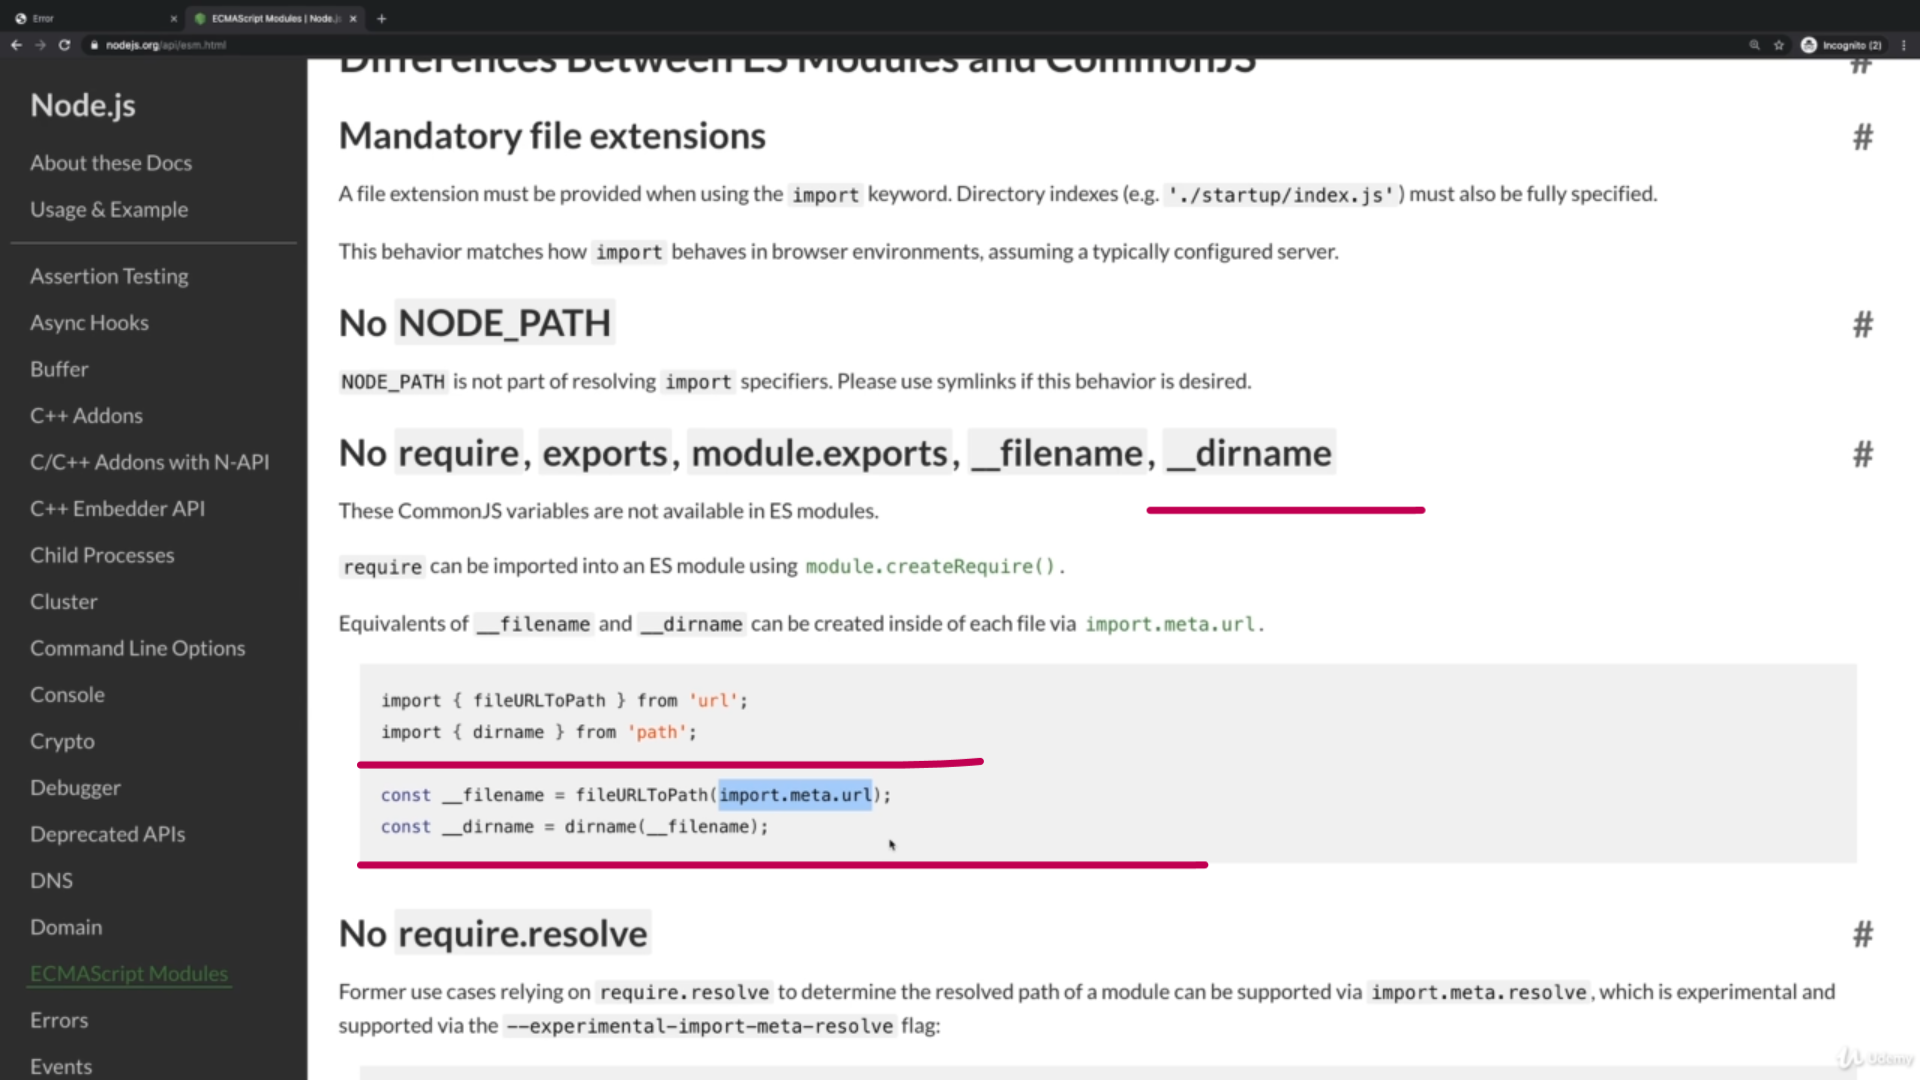 Error
ECMAScript Modules | Node.js
nodejs.org/api/esm.html
Incognito (2)
Node.js
About these Docs
Usage & Example
Assertion Testing
Async Hooks
Buffer
C++ Addons
C/C++ Addons with N-API
C++ Embedder API
Child Processes
Cluster
Command Line Options
Console
Crypto
Debugger
Deprecated APIs
DNS
Domain
ECMAScript Modules
Errors
Events
Differences Between ES Modules and CommonJS #
Mandatory file extensions #
A file extension must be provided when using the import keyword. Directory indexes (e.g. './startup/index.js') must also be fully specified.
This behavior matches how import behaves in browser environments, assuming a typically configured server.
No NODE_PATH #
NODE_PATH is not part of resolving import specifiers. Please use symlinks if this behavior is desired.
No require, exports, module.exports, __filename, __dirname #
These CommonJS variables are not available in ES modules.
require can be imported into an ES module using module.createRequire().
Equivalents of __filename and __dirname can be created inside of each file via import.meta.url.
import { fileURLToPath } from 'url';
import { dirname } from 'path';
const __filename = fileURLToPath(import.meta.url);
const __dirname = dirname(__filename);
No require.resolve #
Former use cases relying on require.resolve to determine the resolved path of a module can be supported via import.meta.resolve, which is experimental and
supported via the --experimental-import-meta-resolve flag:
Udemy